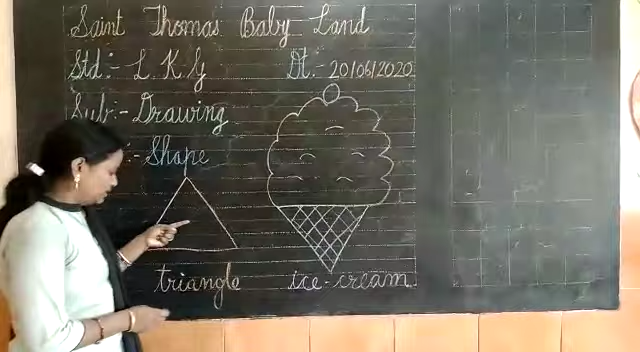 Saint Thomas Baby Land
Std:- L.K.G Dt:- 20/06/2020
Sub:- Drawing
:- Shape
triangle ice-cream